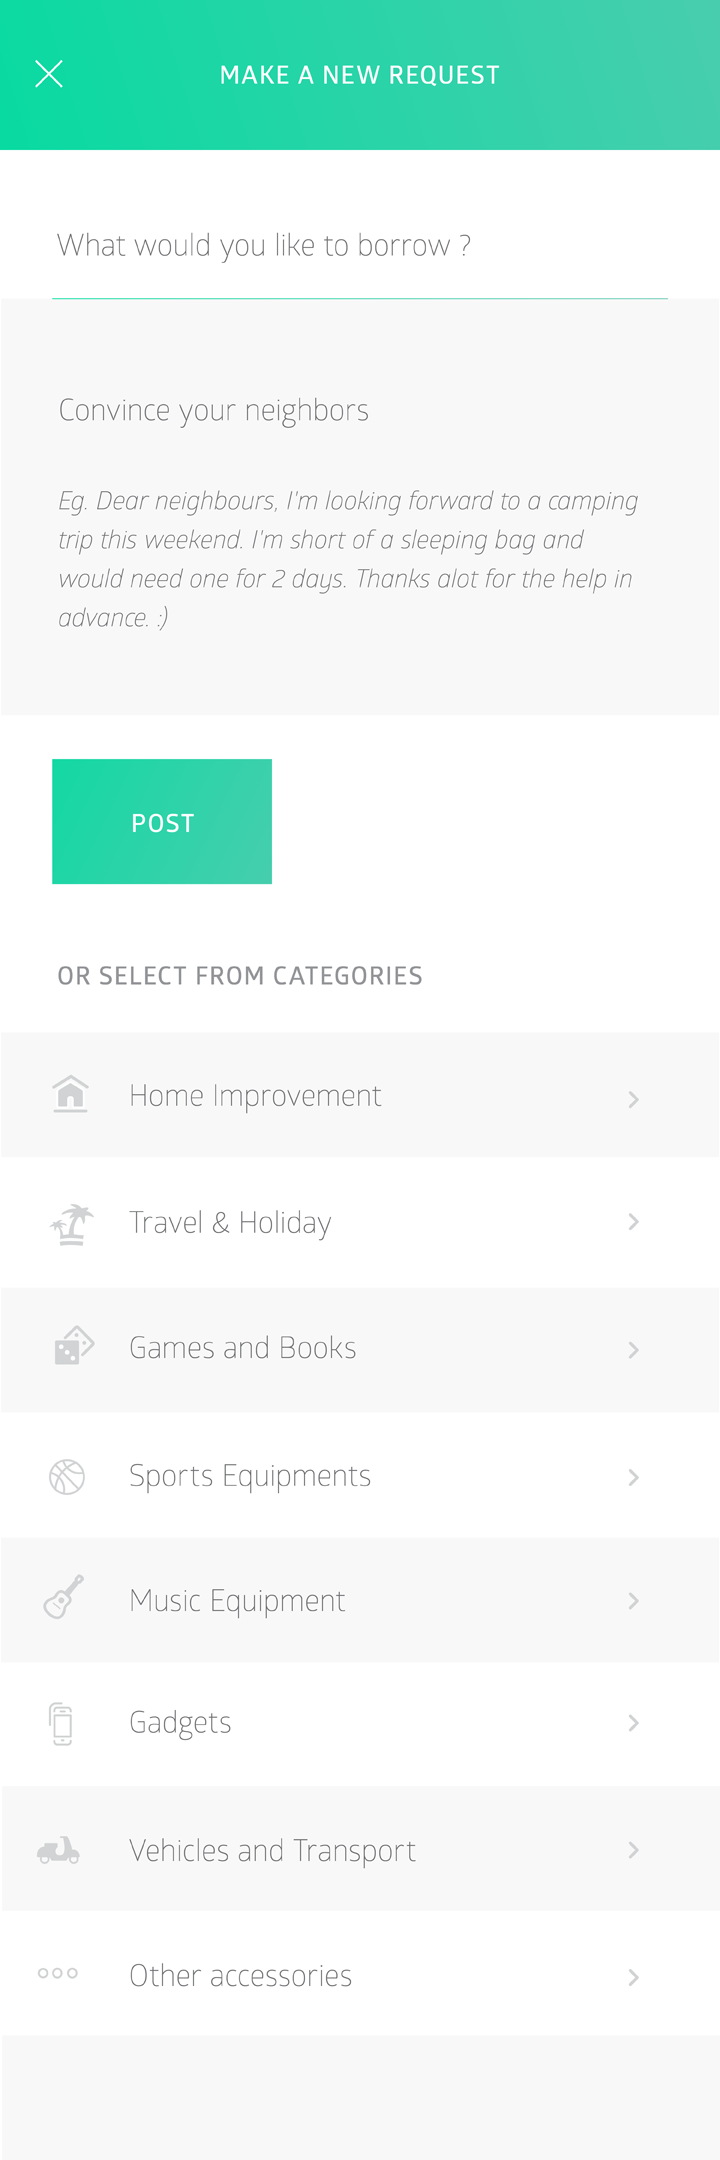 MAKE A NEW REQUEST
What would you like to borrow ?
Convince your neighbors
Eg. Dear neighbours, I'm looking forward to a camping
trip this weekend. I'm short of a sleeping bag and
would need one for 2 days. Thanks alot for the help in
advance. :)
POST
OR SELECT FROM CATEGORIES
Home Improvement
Travel & Holiday
Games and Books
Sports Equipments
Music Equipment
Gadgets
Vehicles and Transport
Other accessories